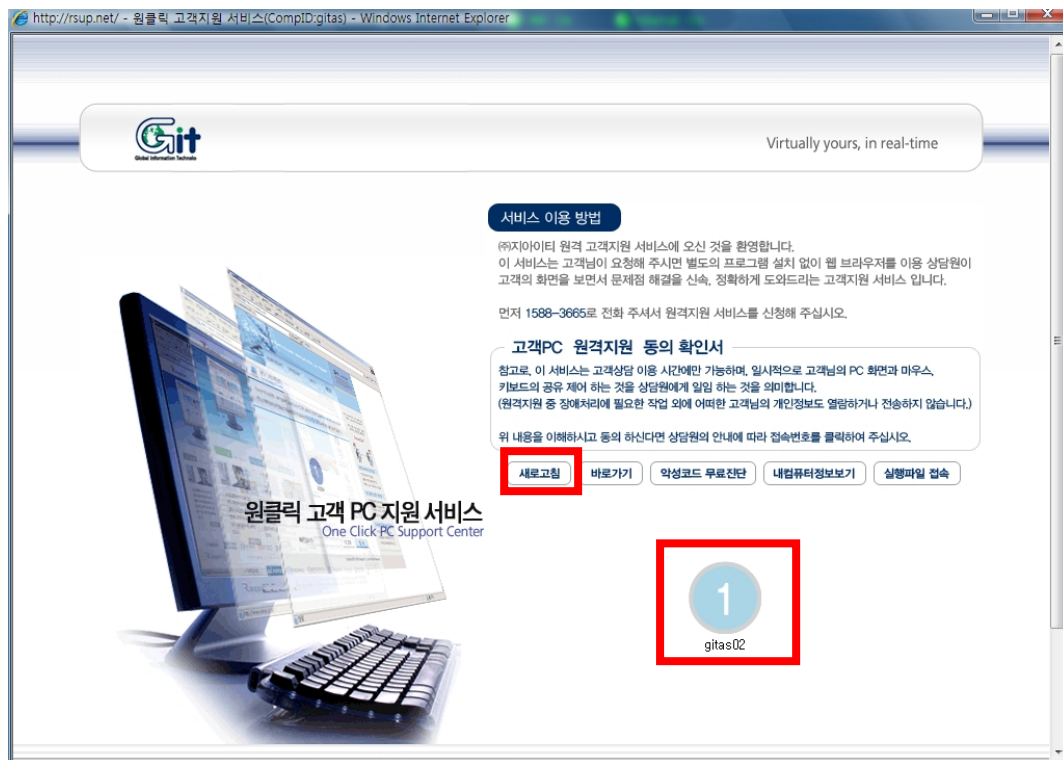 http://rsup.net/ - 원클릭 고객지원 서비스(CompID:gitas) - Windows Internet Explorer
Git
Virtually yours, in real-time
서비스 이용 방법
㈜지아이티 원격 고객지원 서비스에 오신 것을 환영합니다.
이 서비스는 고객님이 요청해 주시면 별도의 프로그램 설치 없이 웹 브라우저를 이용 상담원이
고객의 화면을 보면서 문제점 해결을 신속, 정확하게 도와드리는 고객지원 서비스 입니다.
먼저 1588-3665로 전화 주셔서 원격지원 서비스를 신청해 주십시오.
고객PC 원격지원 동의 확인서
참고로, 이 서비스는 고객상담 이용 시간에만 가능하며, 일시적으로 고객님의 PC 화면과 마우스,
키보드의 공유 제어 하는 것을 상담원에게 일임 하는 것을 의미합니다.
(원격지원 중 장애처리에 필요한 작업 외에 어떠한 고객님의 개인정보도 열람하거나 전송하지 않습니다.)
위 내용을 이해하시고 동의 하신다면 상담원의 안내에 따라 접속번호를 클릭하여 주십시오.
새로고침 바로가기 악성코드 무료진단 내컴퓨터정보보기 실행파일 접속
원클릭 고객 PC 지원 서비스
One Click PC Support Center
1
gitas02